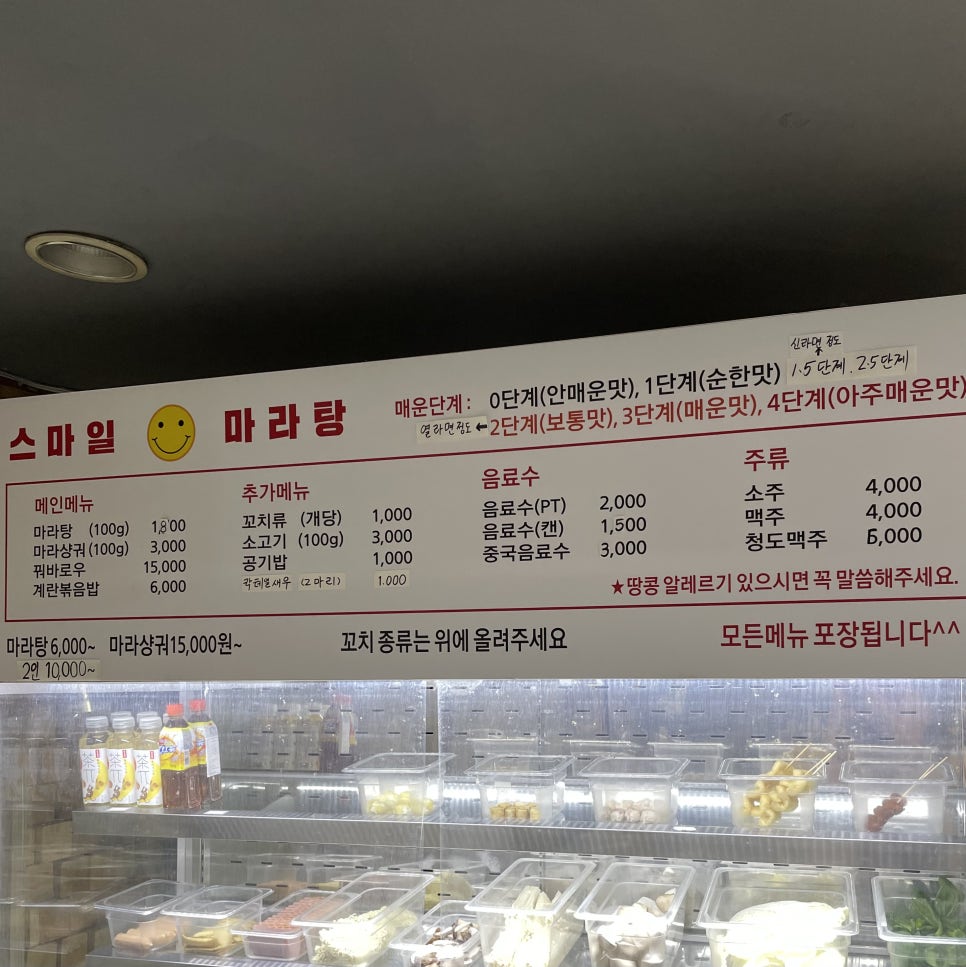 스마일 마라탕
매운단계: 0단계(안매운맛), 1단계(순한맛) 1.5단계. 2.5단계
신라면 정도
열라면정도 ← 2단계(보통맛), 3단계(매운맛), 4단계(아주매운맛)
메인메뉴
마라탕 (100g) 1,800
마라샹궈(100g) 3,000
꿔바로우 15,000
계란볶음밥 6,000
추가메뉴
꼬치류 (개당) 1,000
소고기 (100g) 3,000
공기밥 1,000
칵테일새우 (2마리) 1.000
음료수
음료수(PT) 2,000
음료수(캔) 1,500
중국음료수 3,000
주류
소주 4,000
맥주 4,000
청도맥주 6,000
★땅콩 알레르기 있으시면 꼭 말씀해주세요.
마라탕6,000~ 마라샹궈15,000원~ 꼬치 종류는 위에 올려주세요 모든메뉴 포장됩니다^^
2인 10,000~